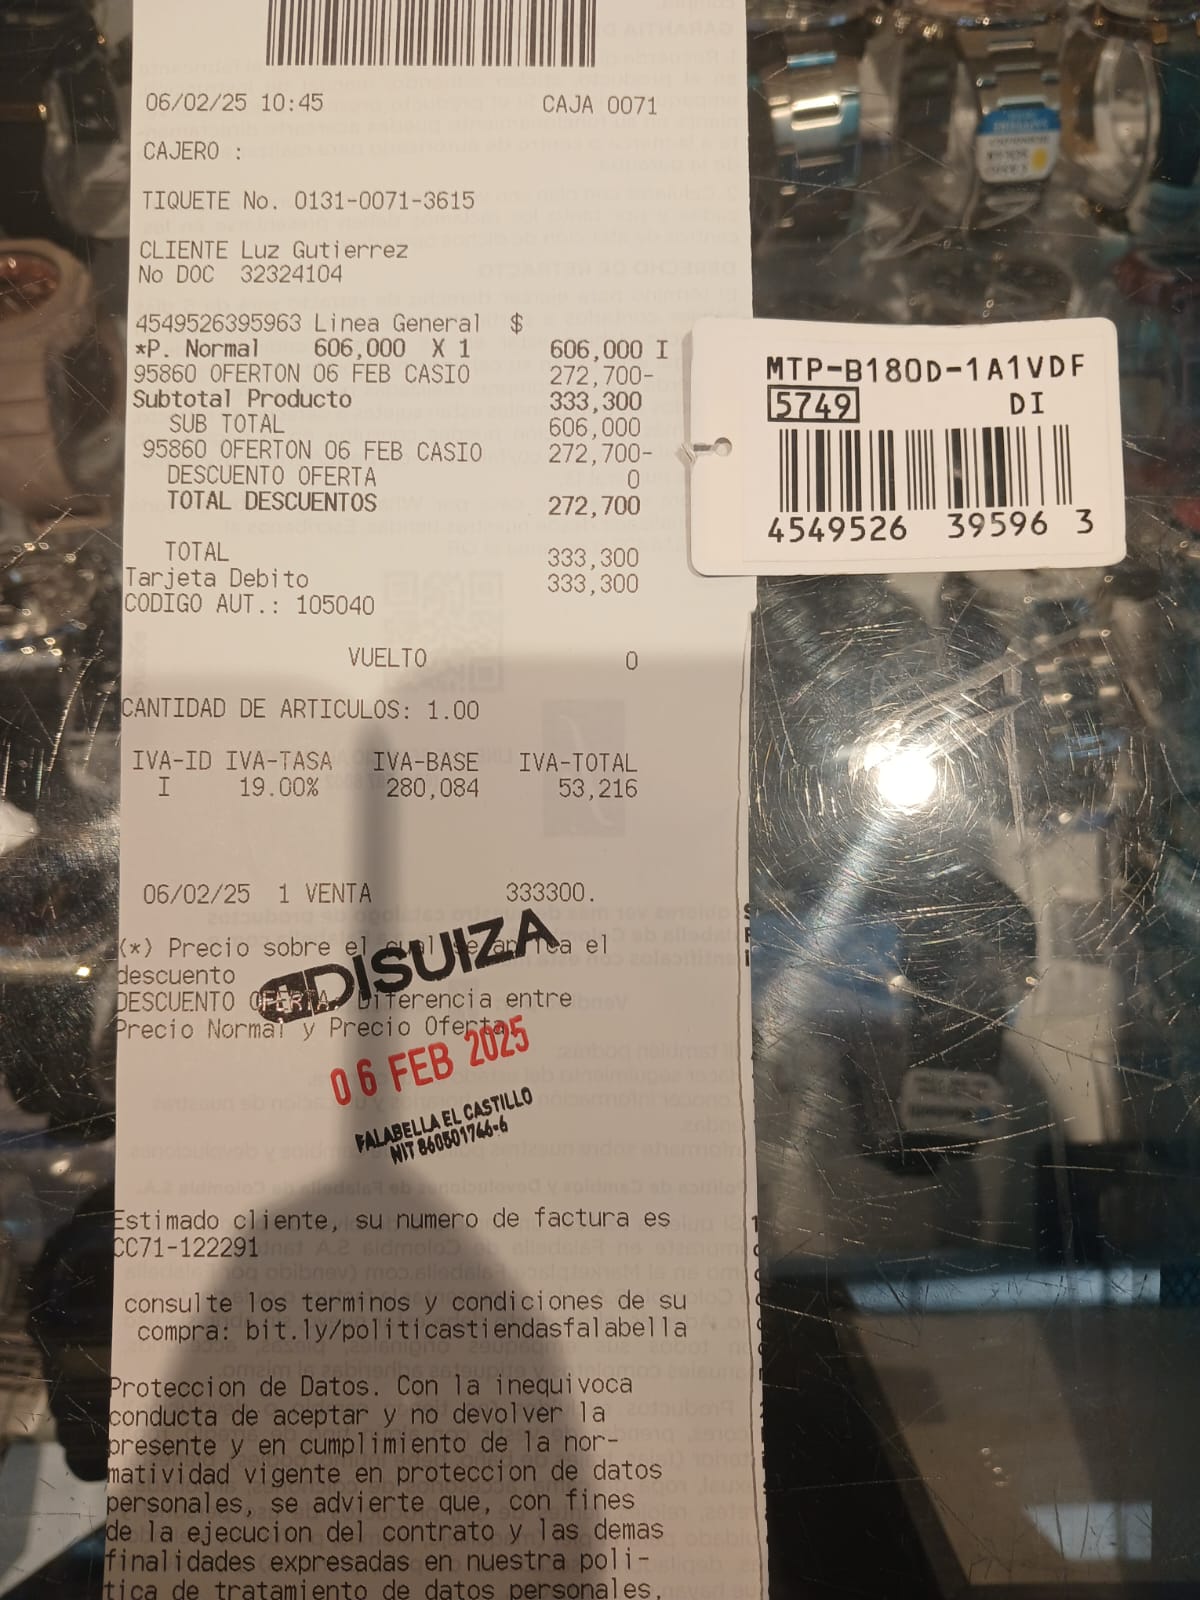 06/02/25 10:45 CAJA 0071
CAJERO :
TIQUETE No. 0131-0071-3615
CLIENTE Luz Gutierrez
No DOC 32324104
4549526395963 Linea General $
*P. Normal 606,000 X 1 606,000 I
95860 OFERTON 06 FEB CASIO 272,700-
Subtotal Producto 333,300
SUB TOTAL 606,000
95860 OFERTON 06 FEB CASIO 272,700-
DESCUENTO OFERTA 0
TOTAL DESCUENTOS 272,700
TOTAL 333,300
Tarjeta Debito 333,300
CODIGO AUT.: 105040
VUELTO 0
CANTIDAD DE ARTICULOS: 1.00
IVA-ID IVA-TASA IVA-BASE IVA-TOTAL
I 19.00% 280,084 53,216
06/02/25 1 VENTA 333300.
(*) Precio sobre el cual se aplica el
descuento
DISUIZA
DESCUENTO OFERTA: Diferencia entre
Precio Normal y Precio Oferta
06 FEB 2025
FALABELLA EL CASTILLO
NIT 860501766-6
Estimado cliente, su numero de factura es
CC71-122291
consulte los terminos y condiciones de su
compra: bit.ly/politicastiendasfalabella
Proteccion de Datos. Con la inequivoca
conducta de aceptar y no devolver la
presente y en cumplimiento de la nor-
matividad vigente en proteccion de datos
personales, se advierte que, con fines
de la ejecucion del contrato y las demas
finalidades expresadas en nuestra poli-
tica de tratamiento de datos personales,
MTP-B180D-1A1VDF
5749 DI
4549526 39596 3